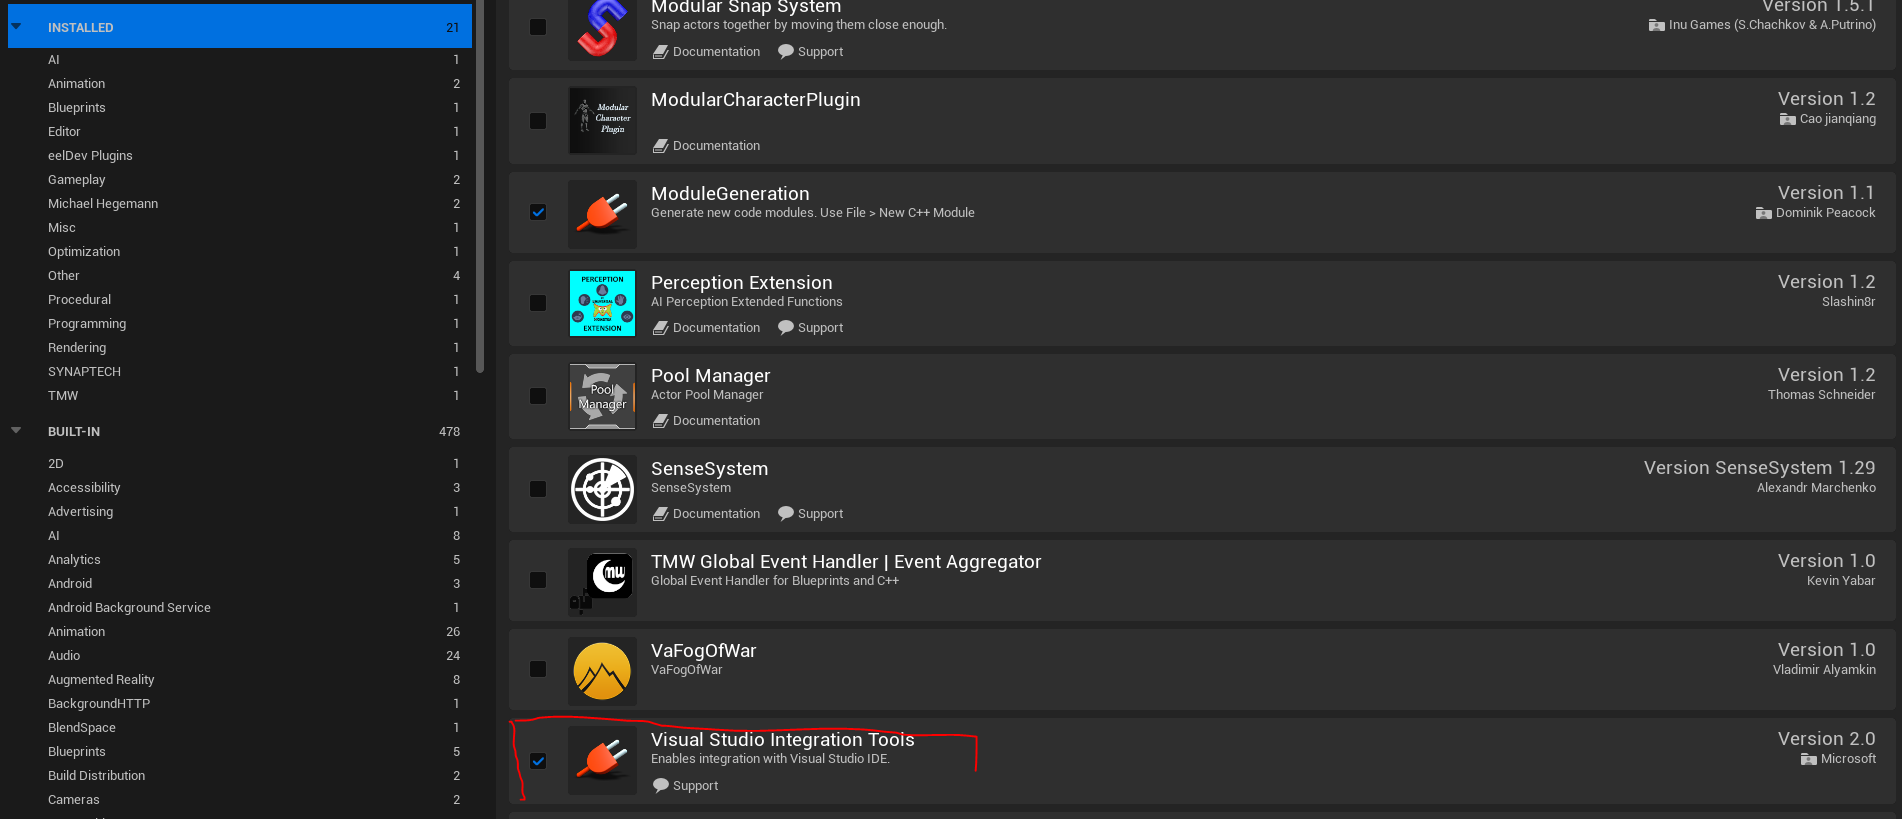 INSTALLED 21
AI 1
Animation 2
Blueprints 1
Editor 1
eelDev Plugins 1
Gameplay 2
Michael Hegemann 2
Misc 1
Optimization 1
Other 4
Procedural 1
Programming 1
Rendering 1
SYNAPTECH 1
TMW 1
BUILT-IN 478
2D 1
Accessibility 3
Advertising 1
AI 8
Analytics 5
Android 3
Android Background Service 1
Animation 26
Audio 24
Augmented Reality 8
BackgroundHTTP 1
BlendSpace 1
Blueprints 5
Build Distribution 2
Cameras 2
Modular Snap System Version 1.5.1
Snap actors together by moving them close enough. Inu Games (S.Chachkov & A.Putrino)
Documentation Support
Modular
Character
Plugin
ModularCharacterPlugin Version 1.2
Cao jianqiang
Documentation
ModuleGeneration Version 1.1
Generate new code modules. Use File > New C++ Module Dominik Peacock
PERCEPTION
UNIVERSAL
MONSTER
EXTENSION
Perception Extension Version 1.2
AI Perception Extended Functions Slashin8r
Documentation Support
Pool
Manager
Pool Manager Version 1.2
Actor Pool Manager Thomas Schneider
Documentation
SenseSystem Version SenseSystem 1.29
SenseSystem Alexandr Marchenko
Documentation Support
mw
TMW Global Event Handler | Event Aggregator Version 1.0
Global Event Handler for Blueprints and C++ Kevin Yabar
VaFogOfWar Version 1.0
VaFogOfWar Vladimir Alyamkin
Visual Studio Integration Tools Version 2.0
Enables integration with Visual Studio IDE. Microsoft
Support